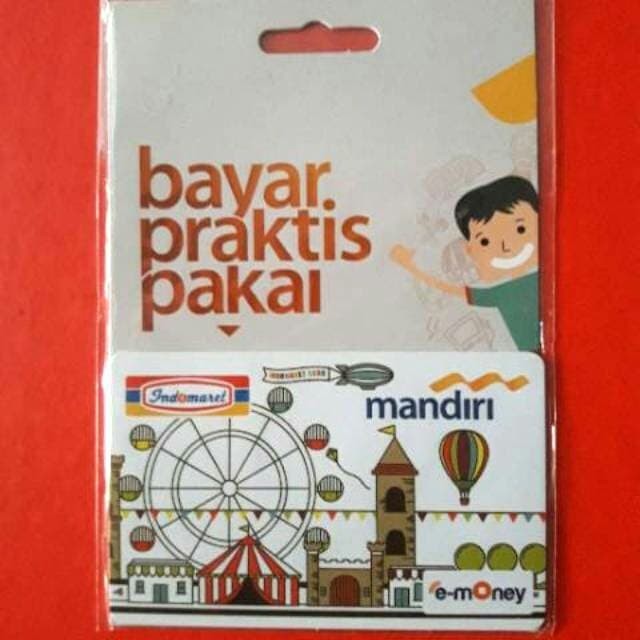 bayar
praktis
pakai
Indomaret
mandiri
e-money